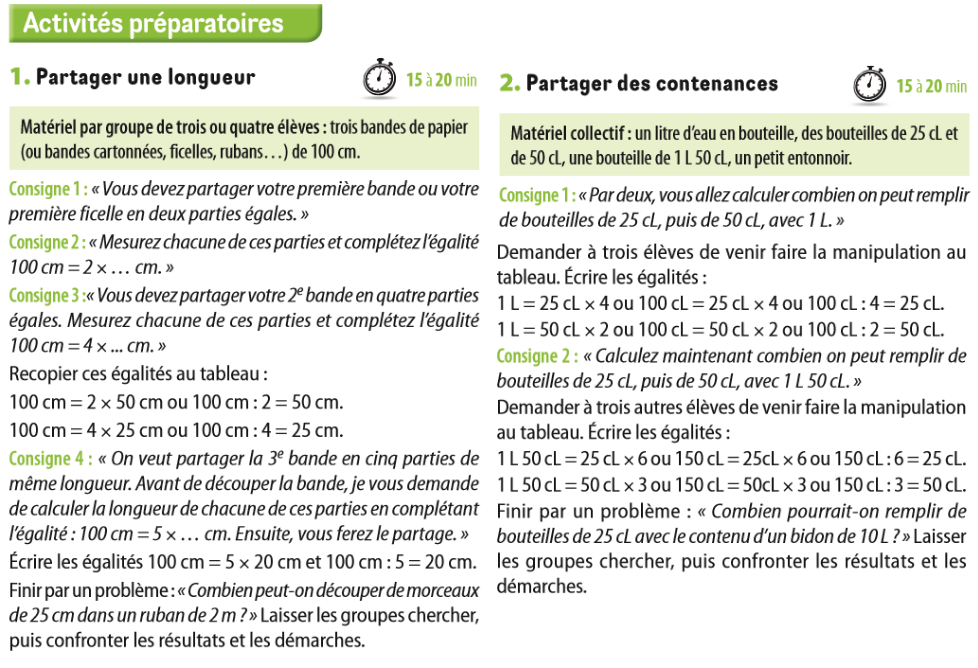 Activités préparatoires
1. Partager une longueur
15 à 20 min
Matériel par groupe de trois ou quatre élèves : trois bandes de papier
(ou bandes cartonnées, ficelles, rubans…) de 100 cm.
Consigne 1 : « Vous devez partager votre première bande ou votre
première ficelle en deux parties égales. »
Consigne 2 : « Mesurez chacune de ces parties et complétez l’égalité
100 cm = 2 × … cm. »
Consigne 3 :« Vous devez partager votre 2e bande en quatre parties
égales. Mesurez chacune de ces parties et complétez l’égalité
100 cm = 4 × ... cm. »
Recopier ces égalités au tableau :
100 cm = 2 × 50 cm ou 100 cm : 2 = 50 cm.
100 cm = 4 × 25 cm ou 100 cm : 4 = 25 cm.
Consigne 4 : « On veut partager la 3e bande en cinq parties de
même longueur. Avant de découper la bande, je vous demande
de calculer la longueur de chacune de ces parties en complétant
l’égalité : 100 cm = 5 × … cm. Ensuite, vous ferez le partage. »
Écrire les égalités 100 cm = 5 × 20 cm et 100 cm : 5 = 20 cm.
Finir par un problème : « Combien peut-on découper de morceaux
de 25 cm dans un ruban de 2 m ? » Laisser les groupes chercher,
puis confronter les résultats et les démarches.
2. Partager des contenances
15 à 20 min
Matériel collectif : un litre d’eau en bouteille, des bouteilles de 25 cL et
de 50 cL, une bouteille de 1 L 50 cL, un petit entonnoir.
Consigne 1 : « Par deux, vous allez calculer combien on peut remplir
de bouteilles de 25 cL, puis de 50 cL, avec 1 L. »
Demander à trois élèves de venir faire la manipulation au
tableau. Écrire les égalités :
1 L = 25 cL × 4 ou 100 cL = 25 cL × 4 ou 100 cL : 4 = 25 cL.
1 L = 50 cL × 2 ou 100 cL = 50 cL × 2 ou 100 cL : 2 = 50 cL.
Consigne 2 : « Calculez maintenant combien on peut remplir de
bouteilles de 25 cL, puis de 50 cL, avec 1 L 50 cL. »
Demander à trois autres élèves de venir faire la manipulation
au tableau. Écrire les égalités :
1 L 50 cL = 25 cL × 6 ou 150 cL = 25cL × 6 ou 150 cL : 6 = 25 cL.
1 L 50 cL = 50 cL × 3 ou 150 cL = 50cL × 3 ou 150 cL : 3 = 50 cL.
Finir par un problème : « Combien pourrait-on remplir de
bouteilles de 25 cL avec le contenu d’un bidon de 10 L ? » Laisser
les groupes chercher, puis confronter les résultats et les
démarches.